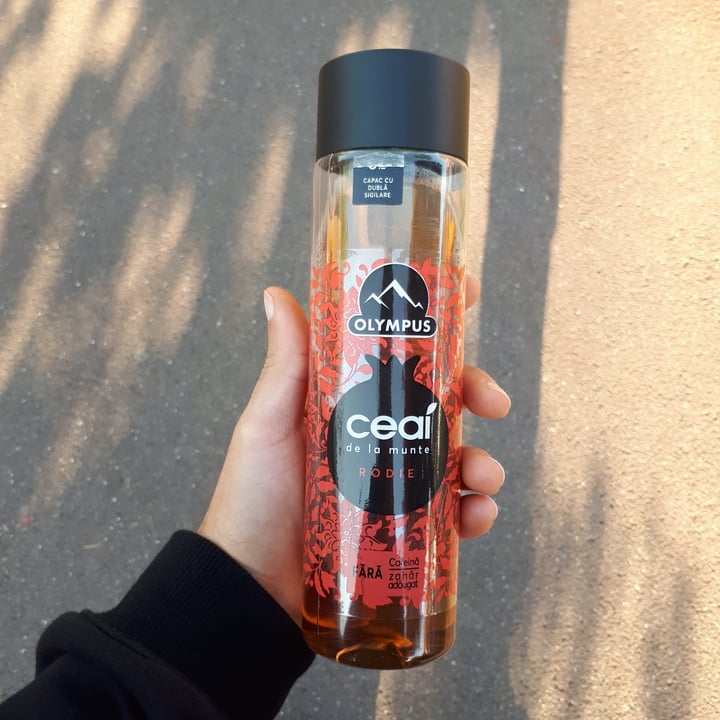 CAPAC CU
DUBLĂ
SIGILARE
OLYMPUS
ceai
de la munte
RODIE
FĂRĂ
Cofeină
zahăr
adăugat